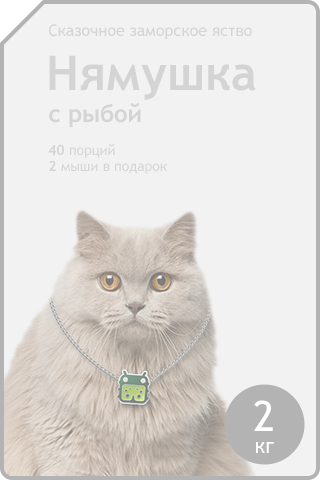 Сказочное заморское яство
Нямушка
с рыбой
40 порций
2 мыши в подарок
2
кг